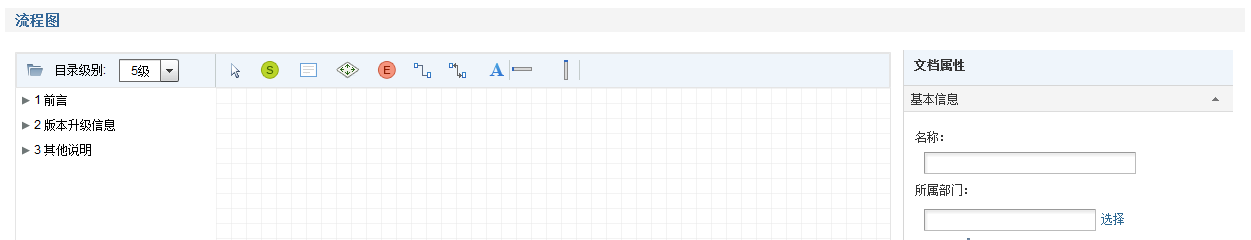 流程图
目录级别: 5级
S E A
1 前言
2 版本升级信息
3 其他说明
文档属性
基本信息
名称:
所属部门:
选择